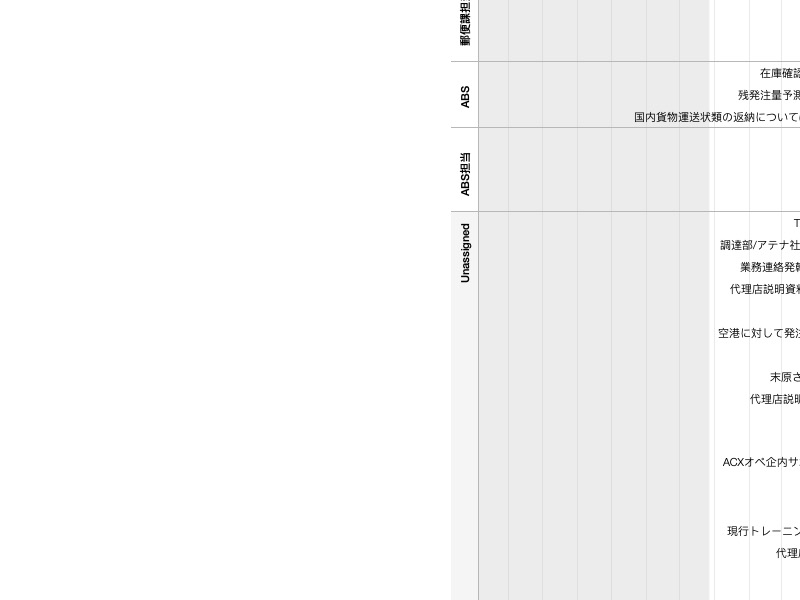 郵便課担
ABS
在庫確認
残発注量予測
国内貨物運送状類の返納について
ABS担当
Unassigned
T
調達部/アテナ社
業務連絡発
代理店説明資料
空港に対して発注
末原さ
代理店説明
ACXオペ企内サ
現行トレーニン
代理店